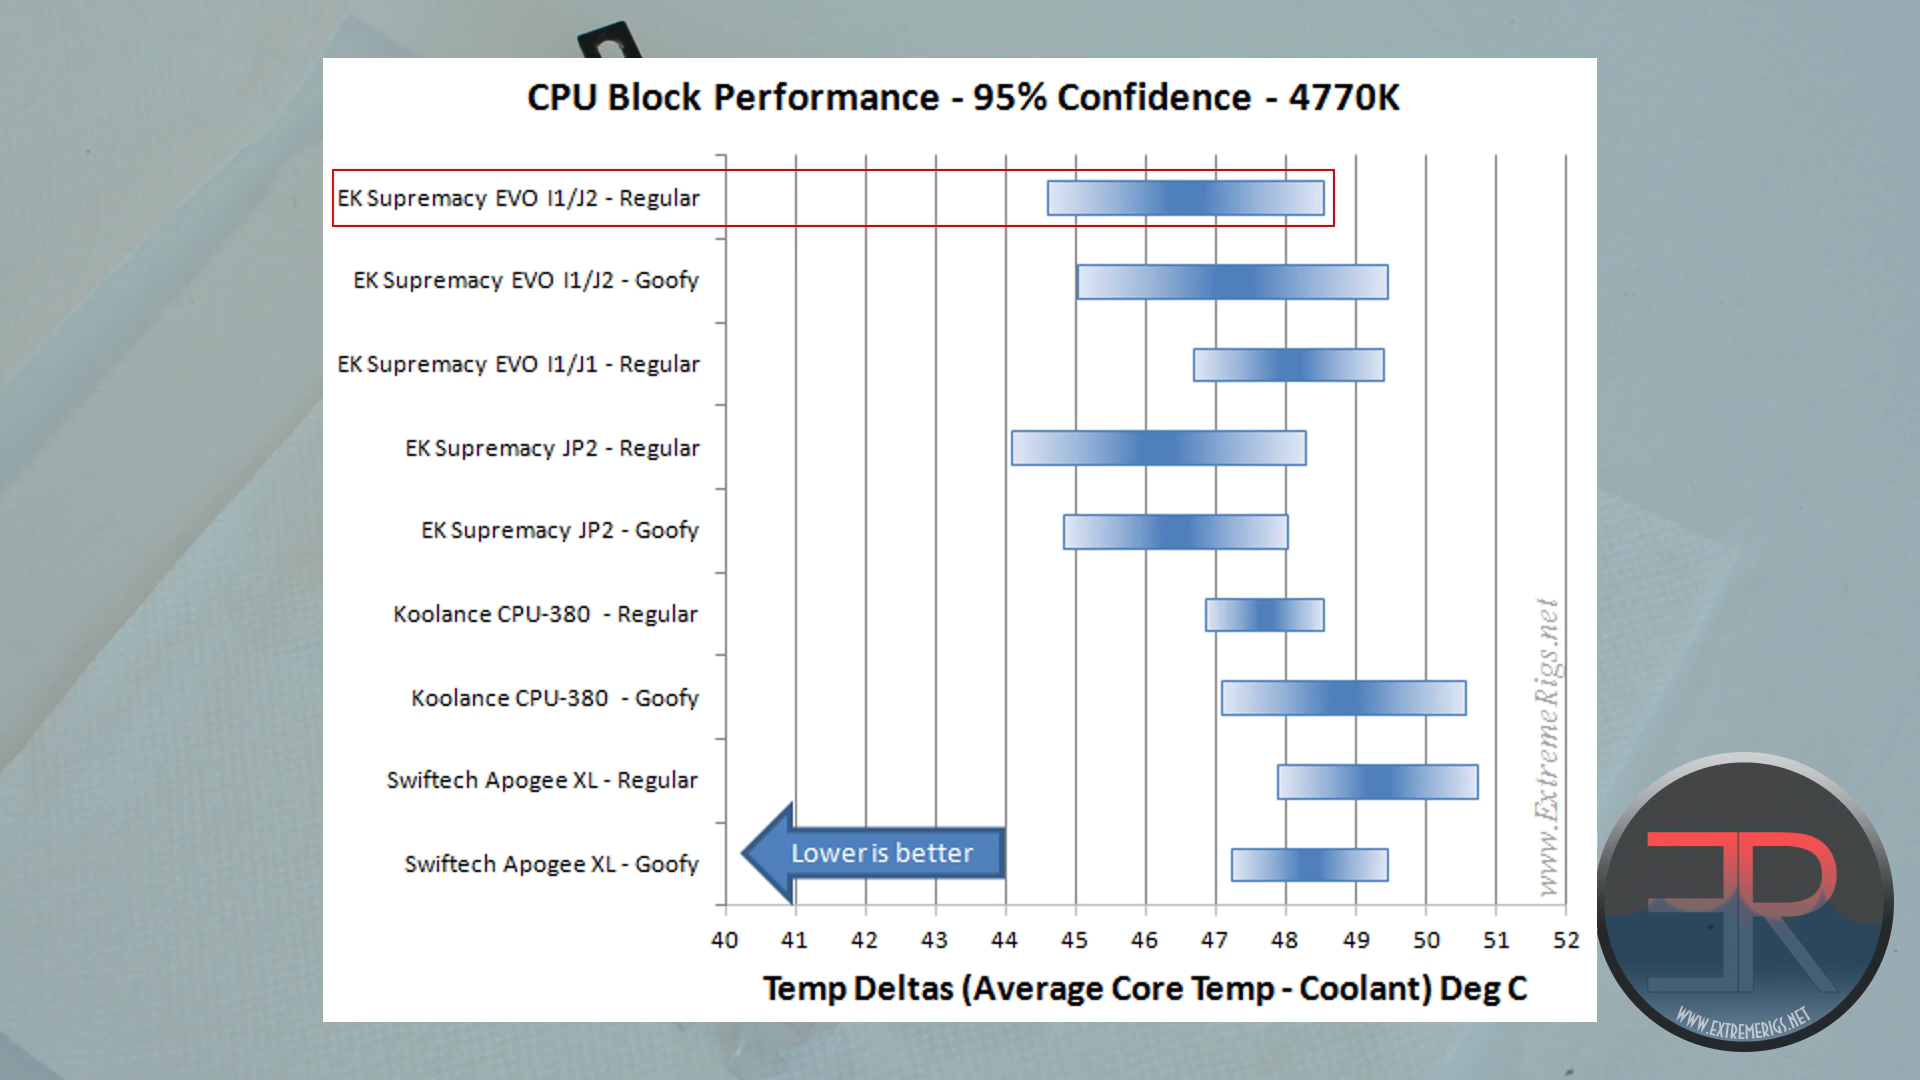 CPU Block Performance - 95% Confidence - 4770K
EK Supremacy EVO I1/J2 - Regular
EK Supremacy EVO I1/J2 - Goofy
EK Supremacy EVO I1/J1 - Regular
EK Supremacy JP2 - Regular
EK Supremacy JP2 - Goofy
Koolance CPU-380 - Regular
Koolance CPU-380 - Goofy
Swiftech Apogee XL - Regular
Swiftech Apogee XL - Goofy
Lower is better
40 41 42 43 44 45 46 47 48 49 50 51 52
Temp Deltas (Average Core Temp - Coolant) Deg C
www.ExtremeRigs.net
ER
WWW.EXTREMERIGS.NET